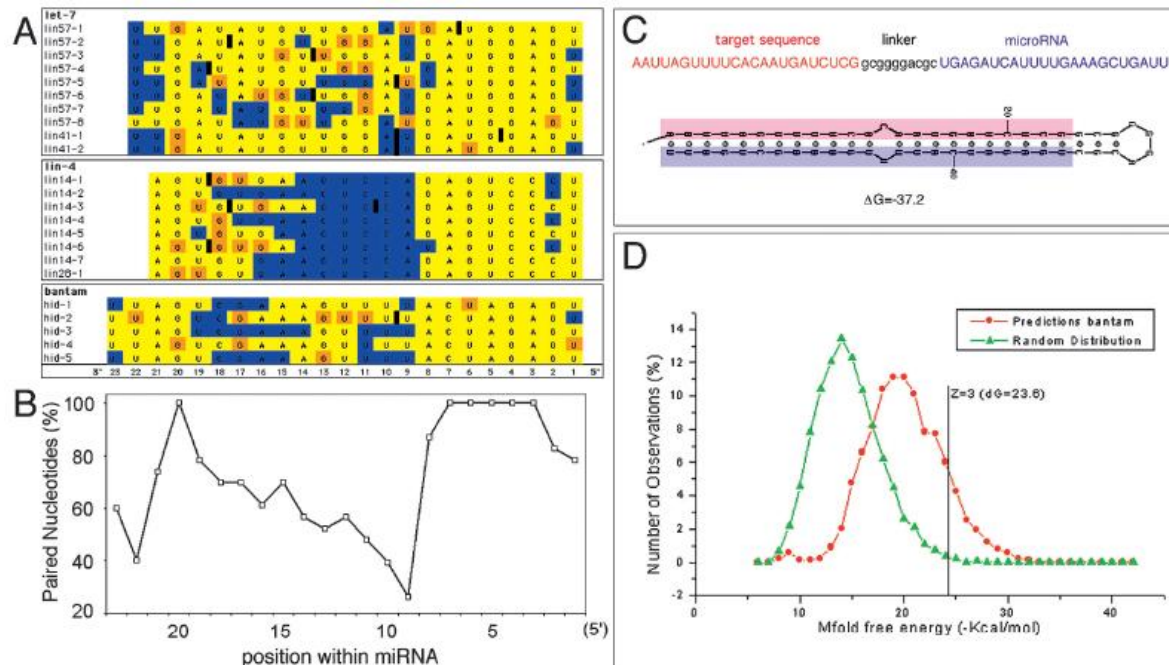 A
let-7
lin57-1 U U G A U A U G U U G G A U G A U G G A G U
lin57-2 U U G A U A U G U U G G A U G A U G G A G U
lin57-3 U U G A U A U G U U G G A U G A U G G A G U
lin57-4 U U G A U A U G U U G G A U G A U G G A G U
lin57-5 U U G A U A U G U U G G A U G A U G G A G U
lin57-6 U U G A U A U G U U G G A U G A U G G A G U
lin57-7 U U G A U A U G U U G G A U G A U G G A G U
lin57-8 U U G A U A U G U U G G A U G A U G G A G U
lin41-1 U U G A U A U G U U G G A U G A U G G A G U
lin41-2 U U G A U A U G U U G G A U G A U G G A G U
lin-4
lin14-1 A G U G U G A G A G U C C C U
lin14-2 A G U G A G U C C C U
lin14-3 A G U G U G A G A G U C C C U
lin14-4 A G U G G A G U C C C U
lin14-5 A G U G G A G U C C C U
lin14-6 A G U G U G A G A G U C C C U
lin14-7 A G U G U G A G U C C C U
lin28-1 A G U G U G A G U C C C U
bantam
hid-1 U U A G U C G A A A G U U U U A C U A G A G U
hid-2 U U A G U C G A A A G U U U U A C U A G A G U
hid-3 U U A G U C G A A A G U U U U A C U A G A G U
hid-4 U U A G U C G A A A G U U U U A C U A G A G U
hid-5 U U A G U C G A A A G U U U U A C U A G A G U
3" 23 22 21 20 19 18 17 16 15 14 13 12 11 10 9 8 7 6 5 4 3 2 1 5"
B
Paired Nucleotides (%)
100
80
60
40
20
20 15 10 5 (5')
position within miRNA
C
target sequence linker microRNA
AAUUAGUUUUCACAAUGAUCUCG gcggggacgc UGAGAUCAUUUUGAAAGCUGAUU
20
40
ΔG=-37.2
D
Predictions bantam
Random Distribution
Z=3 (dG=23.6)
Number of Observations (%)
14
12
10
8
6
4
2
0
-2
0 10 20 30 40
Mfold free energy (-Kcal/mol)